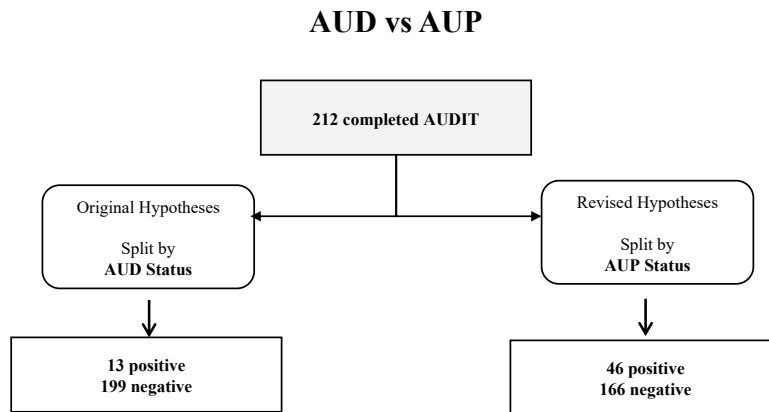 AUD vs AUP
212 completed AUDIT
Original Hypotheses
Split by
AUD Status
Revised Hypotheses
Split by
AUP Status
13 positive
199 negative
46 positive
166 negative